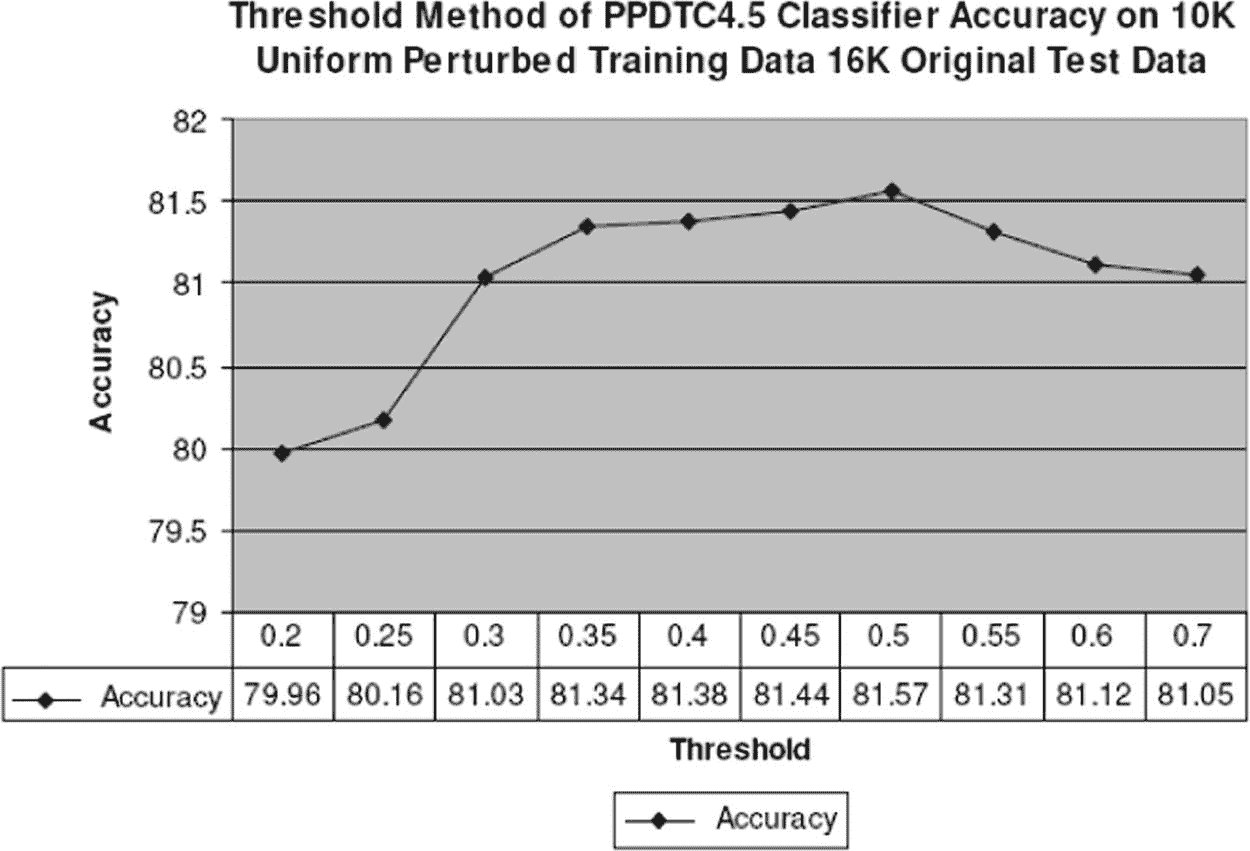 Threshold Method of PPDTC4.5 Classifier Accuracy on 10K
Uniform Perturbed Training Data 16K Original Test Data
82
81.5
81
80.5
80
79.5
79
Accuracy
0.2 0.25 0.3 0.35 0.4 0.45 0.5 0.55 0.6 0.7
Accuracy 79.96 80.16 81.03 81.34 81.38 81.44 81.57 81.31 81.12 81.05
Threshold
Accuracy